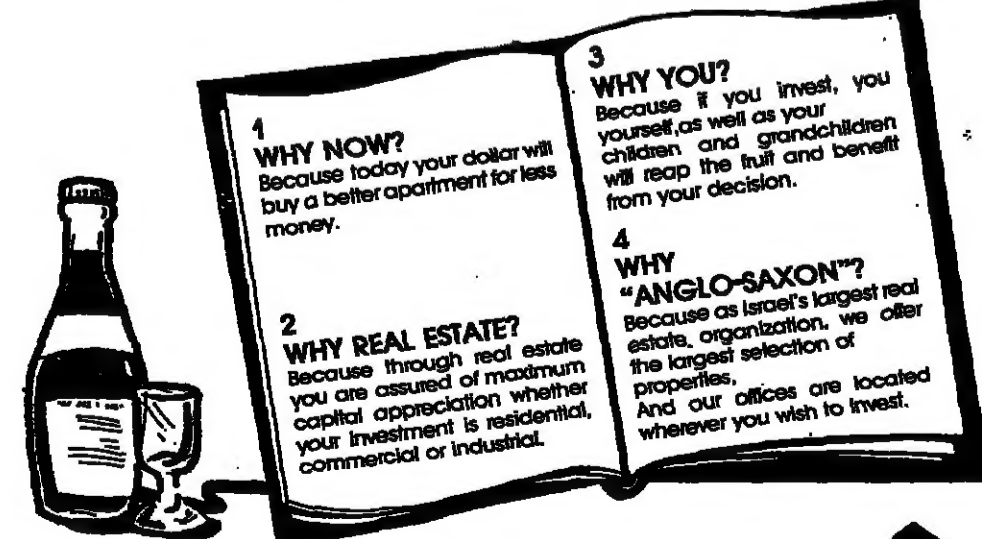 1
WHY NOW?
Because today your dollar will
buy a better apartment for less
money.
2
WHY REAL ESTATE?
Because through real estate
you are assured of maximum
capital appreciation whether
your investment is residential,
commercial or industrial.
3
WHY YOU?
Because if you invest, you
yourself, as well as your
children and grandchildren
will reap the fruit and benefit
from your decision.
4
WHY
"ANGLO-SAXON"?
Because as Israel's largest real
estate. organization, we offer
the largest selection of
properties,
And our offices are located
wherever you wish to invest.